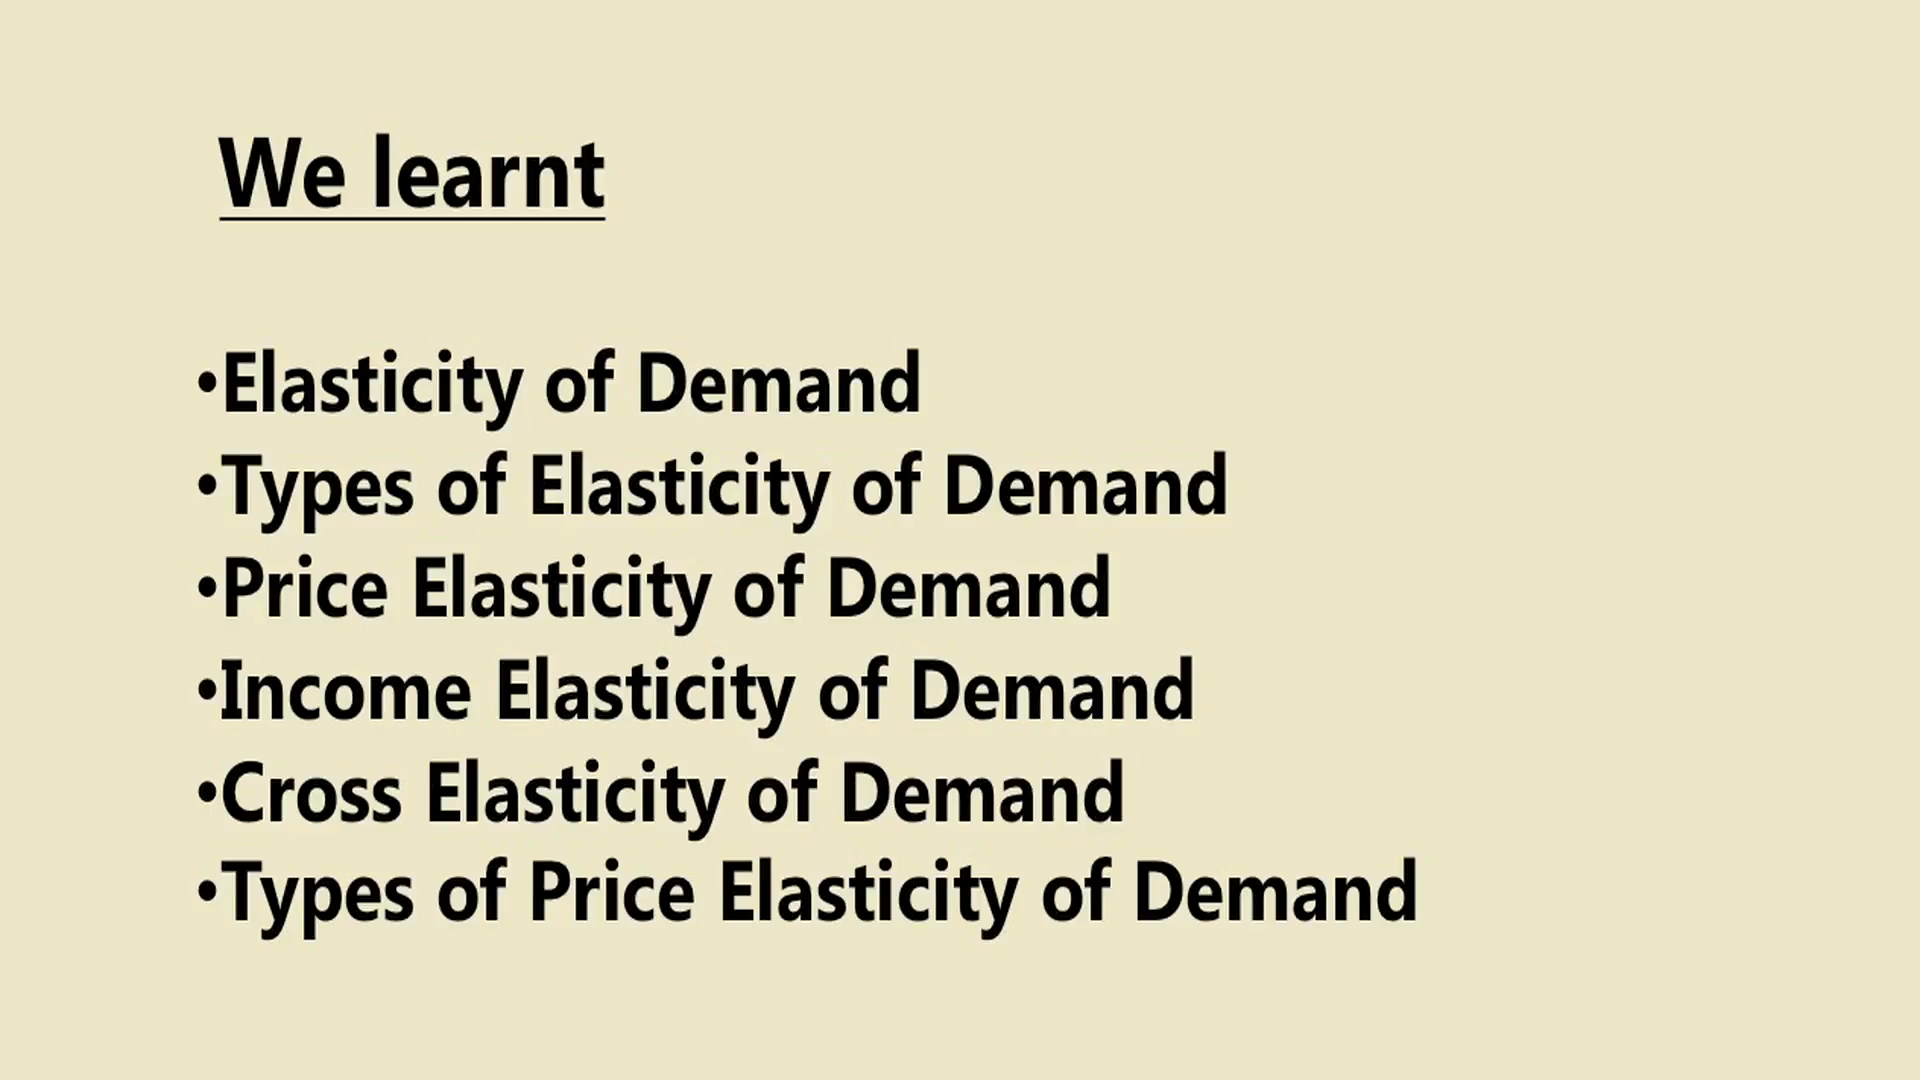 We learnt
•Elasticity of Demand
•Types of Elasticity of Demand
•Price Elasticity of Demand
•Income Elasticity of Demand
•Cross Elasticity of Demand
•Types of Price Elasticity of Demand